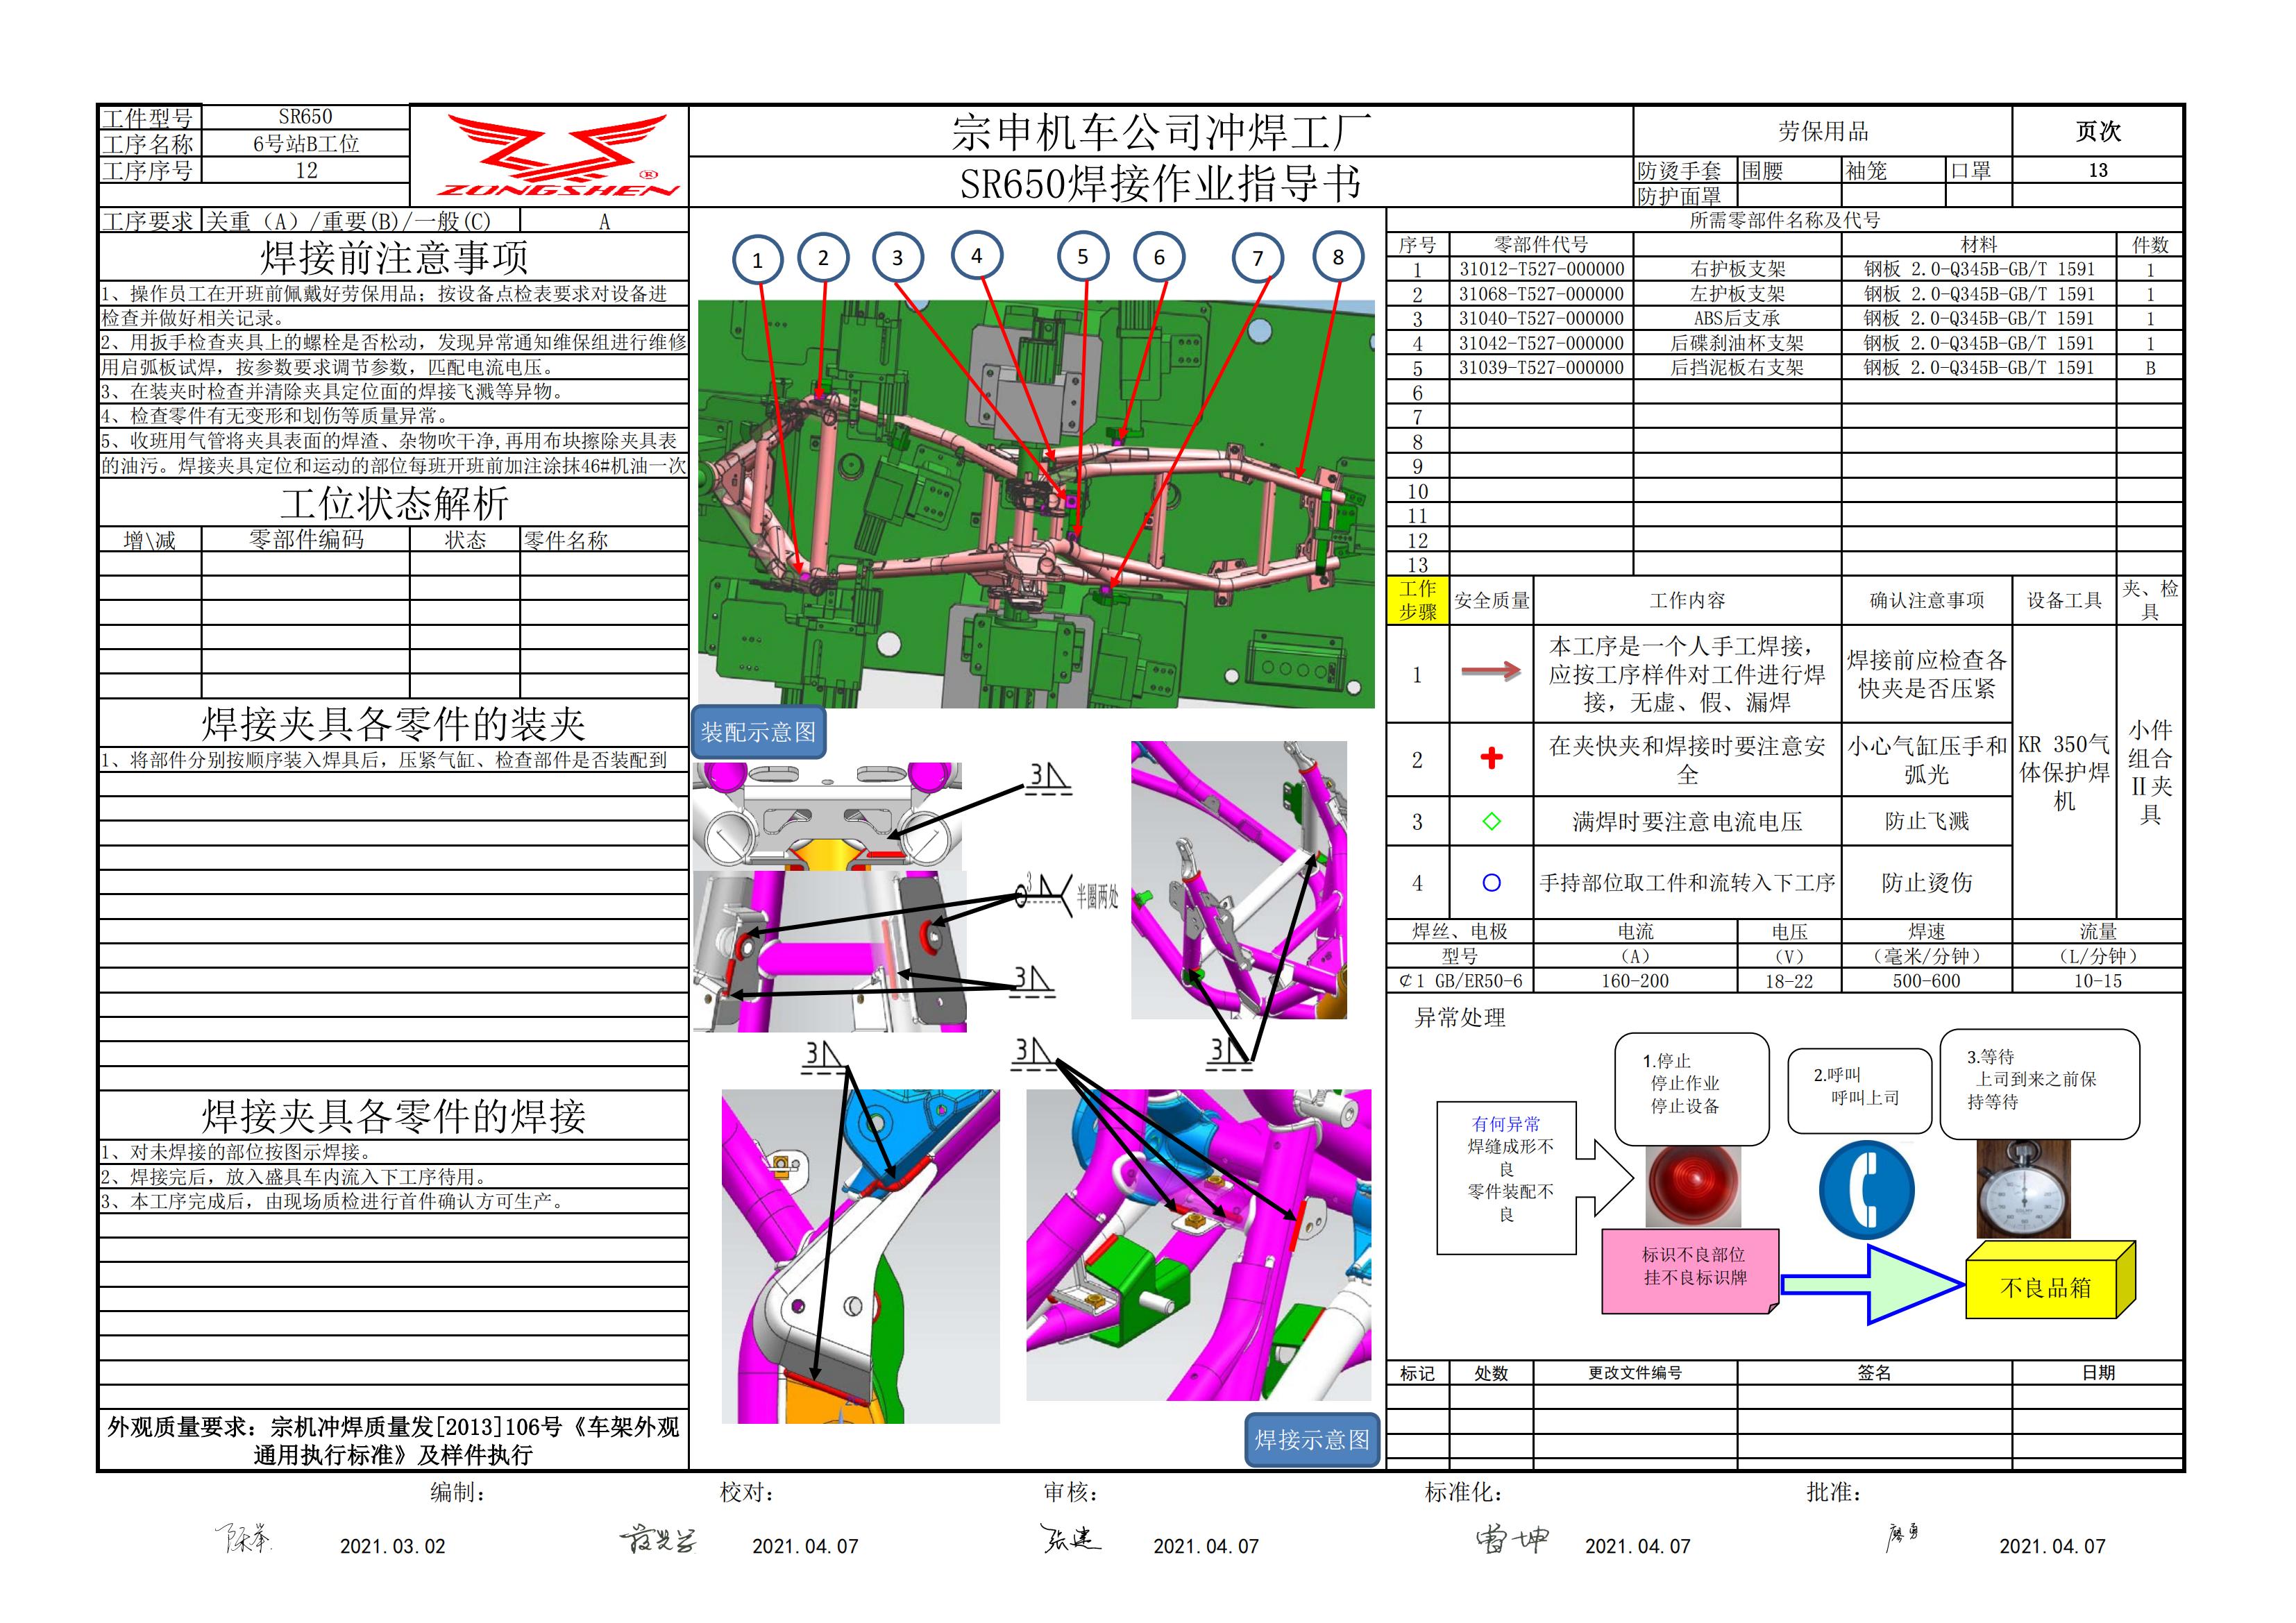 工件型号 SR650
工序名称 6号站B工位
工序序号 12
ZONGSHEN ®
宗申机车公司冲焊工厂
SR650焊接作业指导书
劳保用品 页次
防烫手套 围腰 袖笼 口罩 13
防护面罩
工序要求 关重（A）/重要(B)/一般(C) A
焊接前注意事项
1、操作员工在开班前佩戴好劳保用品；按设备点检表要求对设备进
检查并做好相关记录。
2、用扳手检查夹具上的螺栓是否松动，发现异常通知维保组进行维修
用启弧板试焊，按参数要求调节参数，匹配电流电压。
3、在装夹时检查并清除夹具定位面的焊接飞溅等异物。
4、检查零件有无变形和划伤等质量异常。
5、收班用气管将夹具表面的焊渣、杂物吹干净,再用布块擦除夹具表
的油污。焊接夹具定位和运动的部位每班开班前加注涂抹46#机油一次
工位状态解析
增\减 零部件编码 状态 零件名称
焊接夹具各零件的装夹
1、将部件分别按顺序装入焊具后，压紧气缸、检查部件是否装配到
焊接夹具各零件的焊接
1、对未焊接的部位按图示焊接。
2、焊接完后，放入盛具车内流入下工序待用。
3、本工序完成后，由现场质检进行首件确认方可生产。
外观质量要求：宗机冲焊质量发[2013]106号《车架外观
通用执行标准》及样件执行
1 2 3 4 5 6 7 8
装配示意图
3
3 半圈两处
3
3 3 3
焊接示意图
所需零部件名称及代号
序号 零部件代号 材料 件数
1 31012-T527-000000 右护板支架 钢板 2.0-Q345B-GB/T 1591 1
2 31068-T527-000000 左护板支架 钢板 2.0-Q345B-GB/T 1591 1
3 31040-T527-000000 ABS后支承 钢板 2.0-Q345B-GB/T 1591 1
4 31042-T527-000000 后碟刹油杯支架 钢板 2.0-Q345B-GB/T 1591 1
5 31039-T527-000000 后挡泥板右支架 钢板 2.0-Q345B-GB/T 1591 B
6
7
8
9
10
11
12
13
工作步骤 安全质量 工作内容 确认注意事项 设备工具 夹、检具
1 本工序是一个人手工焊接，应按工序样件对工件进行焊接，无虚、假、漏焊 焊接前应检查各快夹是否压紧
2 在夹快夹和焊接时要注意安全 小心气缸压手和弧光
3 满焊时要注意电流电压 防止飞溅
4 手持部位取工件和流转入下工序 防止烫伤
KR 350气体保护焊机
小件组合Ⅱ夹具
焊丝、电极 电流 电压 焊速 流量
型号 （A） （V） （毫米/分钟） （L/分钟）
¢1 GB/ER50-6 160-200 18-22 500-600 10-15
异常处理
有何异常
焊缝成形不
良
零件装配不
良
1.停止
停止作业
停止设备
2.呼叫
呼叫上司
3.等待
上司到来之前保
持等待
标识不良部位
挂不良标识牌
不良品箱
标记 处数 更改文件编号 签名 日期
编制： 校对： 审核： 标准化： 批准：
2021.03.02 2021.04.07 张建 2021.04.07 雷坤 2021.04.07 廖勇 2021.04.07